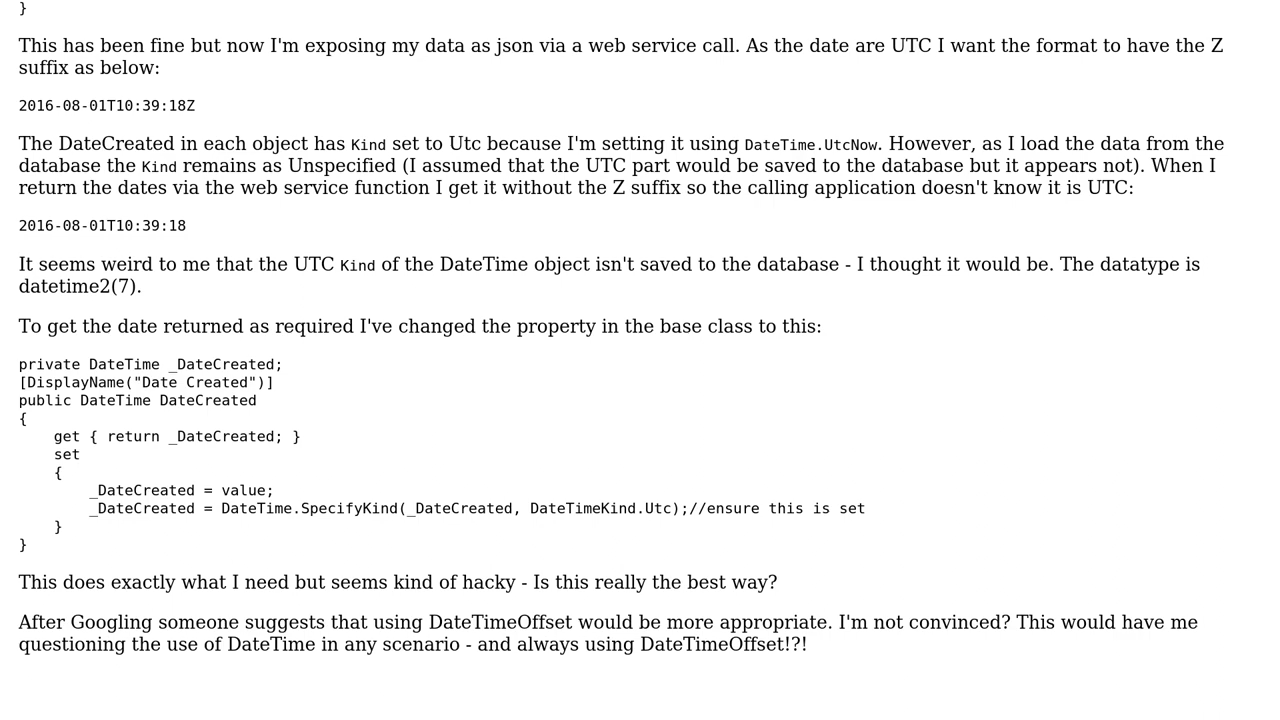 }
This has been fine but now I'm exposing my data as json via a web service call. As the date are UTC I want the format to have the Z
suffix as below:
2016-08-01T10:39:18Z
The DateCreated in each object has Kind set to Utc because I'm setting it using DateTime.UtcNow. However, as I load the data from the
database the Kind remains as Unspecified (I assumed that the UTC part would be saved to the database but it appears not). When I
return the dates via the web service function I get it without the Z suffix so the calling application doesn't know it is UTC:
2016-08-01T10:39:18
It seems weird to me that the UTC Kind of the DateTime object isn't saved to the database - I thought it would be. The datatype is
datetime2(7).
To get the date returned as required I've changed the property in the base class to this:
private DateTime _DateCreated;
[DisplayName("Date Created")]
public DateTime DateCreated
{
    get { return _DateCreated; }
    set
    {
        _DateCreated = value;
        _DateCreated = DateTime.SpecifyKind(_DateCreated, DateTimeKind.Utc);//ensure this is set
    }
}
This does exactly what I need but seems kind of hacky - Is this really the best way?
After Googling someone suggests that using DateTimeOffset would be more appropriate. I'm not convinced? This would have me
questioning the use of DateTime in any scenario - and always using DateTimeOffset!?!